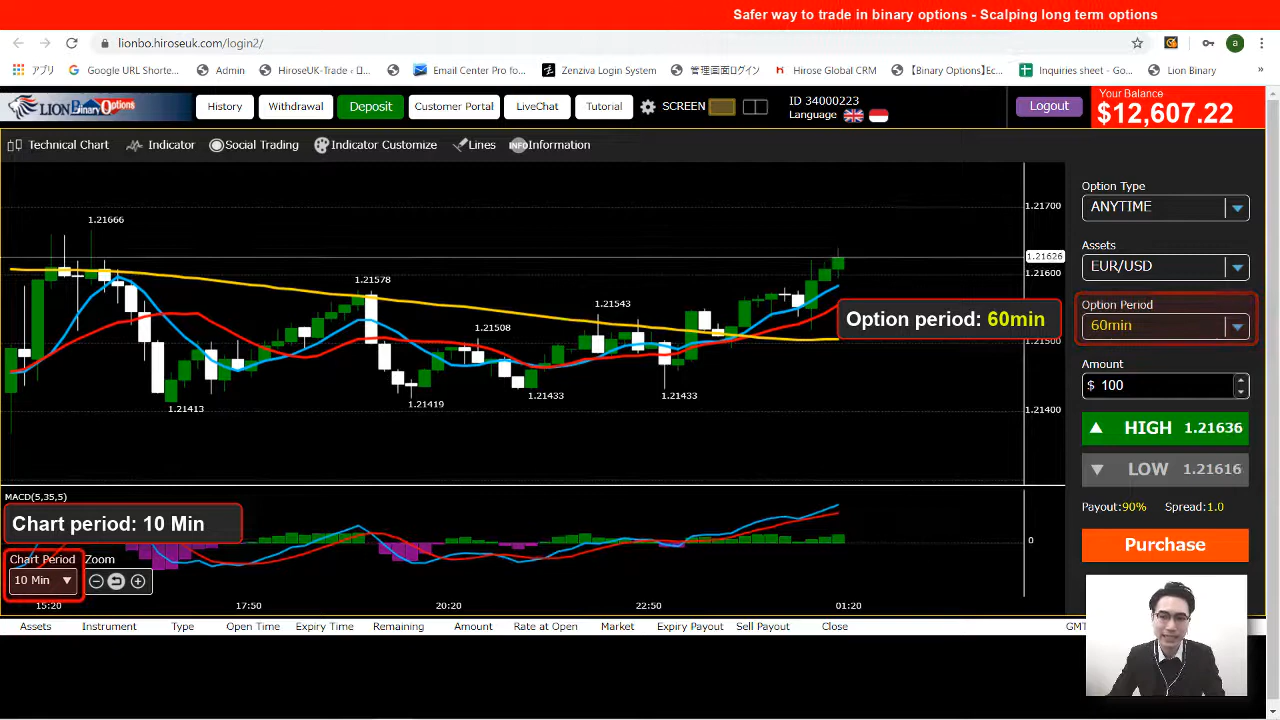 Safer way to trade in binary options - Scalping long term options
lionbo.hiroseuk.com/login2/
a
アプリ
Google URL Shorte...
Admin
HiroseUK-Trade ‹ ロ...
Email Center Pro fo...
Zenziva Login System
管理画面ログイン
Hirose Global CRM
【Binary Options】Ec...
Inquiries sheet - Go...
Lion Binary
»
LION Binary Options
History
Withdrawal
Deposit
Customer Portal
LiveChat
Tutorial
SCREEN
ID 34000223
Language
Logout
Your Balance
$12,607.22
Technical Chart
Indicator
Social Trading
Indicator Customize
Lines
INFO
Information
1.21666
1.21578
1.21508
1.21543
1.21413
1.21419
1.21433
1.21433
1.21700
1.21626
1.21600
1.21500
1.21400
Option period: 60min
Option Type
ANYTIME
Assets
EUR/USD
Option Period
60min
Amount
$ 100
HIGH 1.21636
LOW 1.21616
Payout:90% Spread:1.0
Purchase
MACD(5,35,5)
0
Chart period: 10 Min
Chart Period
Zoom
10 Min
15:20
17:50
20:20
22:50
01:20
Assets Instrument Type Open Time Expiry Time Remaining Amount Rate at Open Market Expiry Payout Sell Payout Close GMT